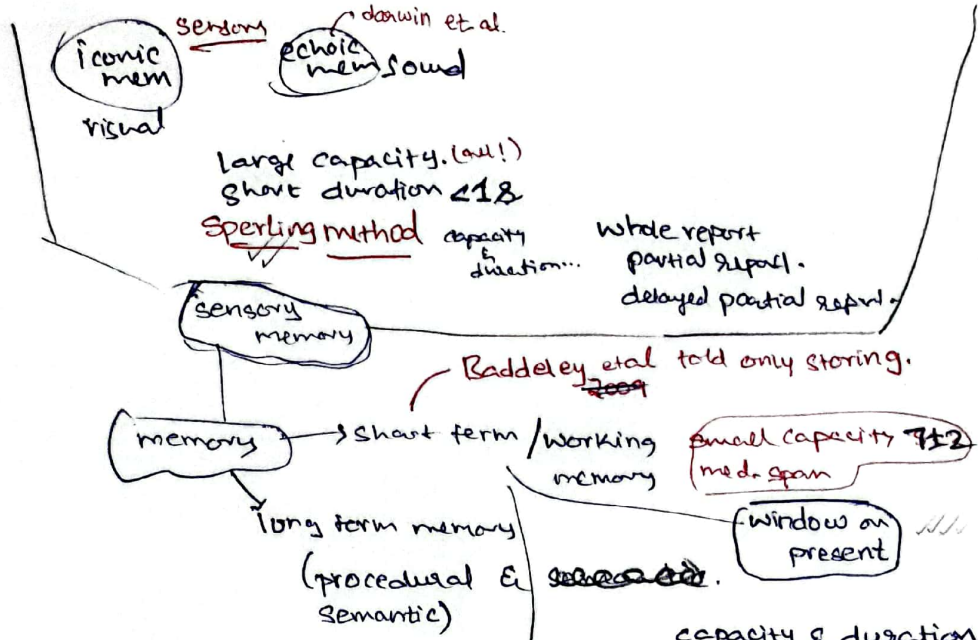 sensory
darwin et al.
iconic
mem
echoic
mem
sound
visual
large capacity. (all!)
short duration <1s
Sperling method
capacity
&
duration...
whole report
partial report.
delayed partial report.
sensory
memory
Baddeley et al told only storing.
memory
short term / working
memory
small capacity 7±2
med. span
long term memory
(procedural &
semantic)
window on
present
capacity & duration